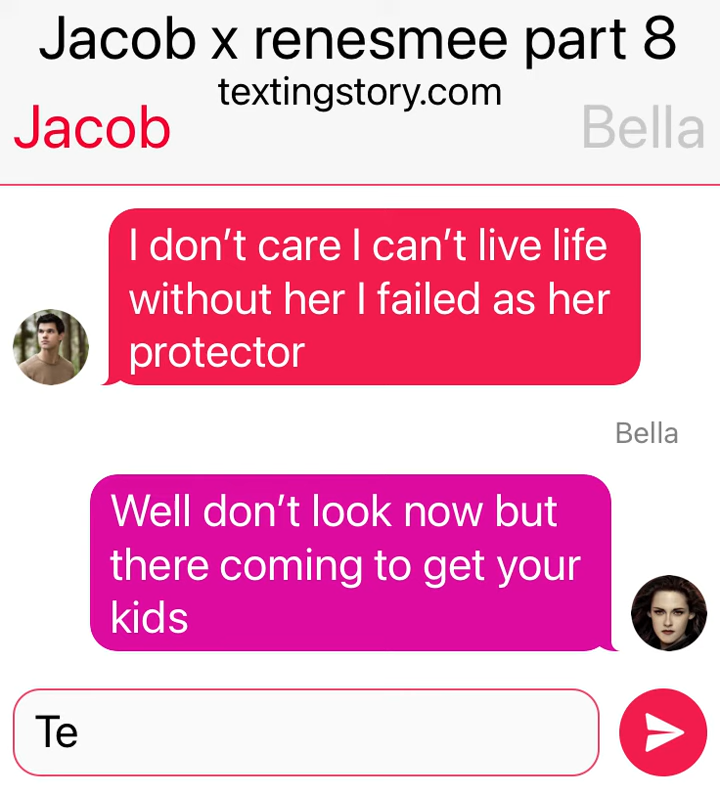 Jacob x renesmee part 8
textingstory.com
Jacob
Bella
I don't care I can't live life
without her I failed as her
protector
Bella
Well don't look now but
there coming to get your
kids
Te